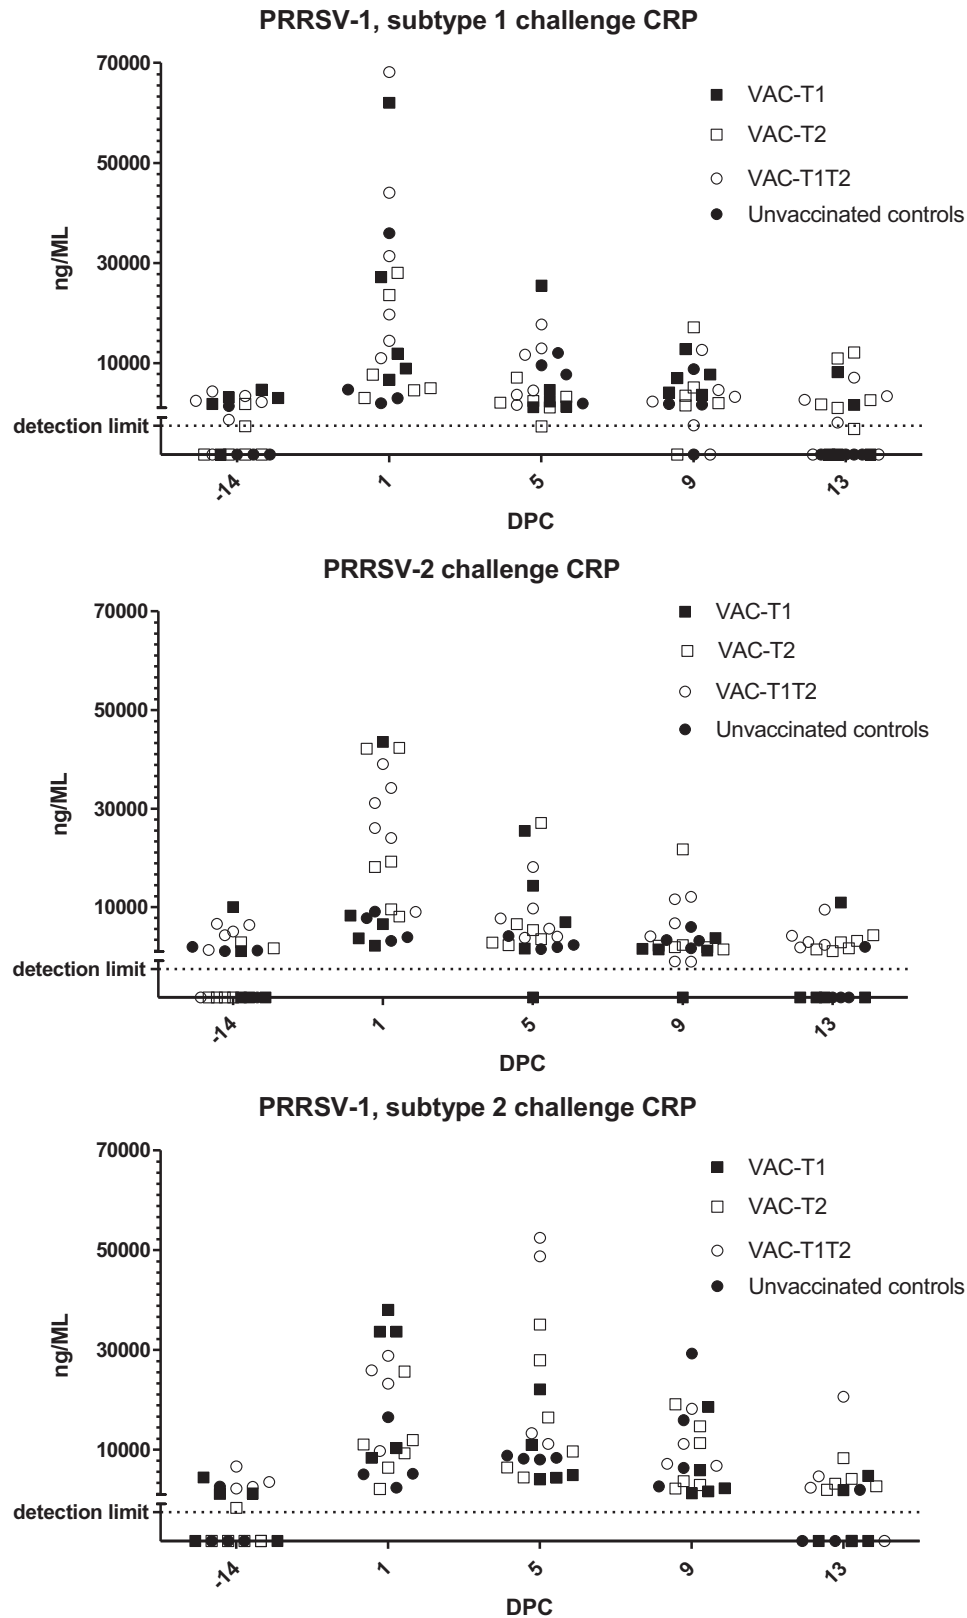 PRRSV-1, subtype 1 challenge CRP
70000
50000
30000
10000
detection limit
ng/ML
VAC-T1
VAC-T2
VAC-T1T2
Unvaccinated controls
-14
1
5
9
13
DPC
PRRSV-2 challenge CRP
70000
50000
30000
10000
detection limit
ng/ML
VAC-T1
VAC-T2
VAC-T1T2
Unvaccinated controls
-14
1
5
9
13
DPC
PRRSV-1, subtype 2 challenge CRP
70000
50000
30000
10000
detection limit
ng/ML
VAC-T1
VAC-T2
VAC-T1T2
Unvaccinated controls
-14
1
5
9
13
DPC